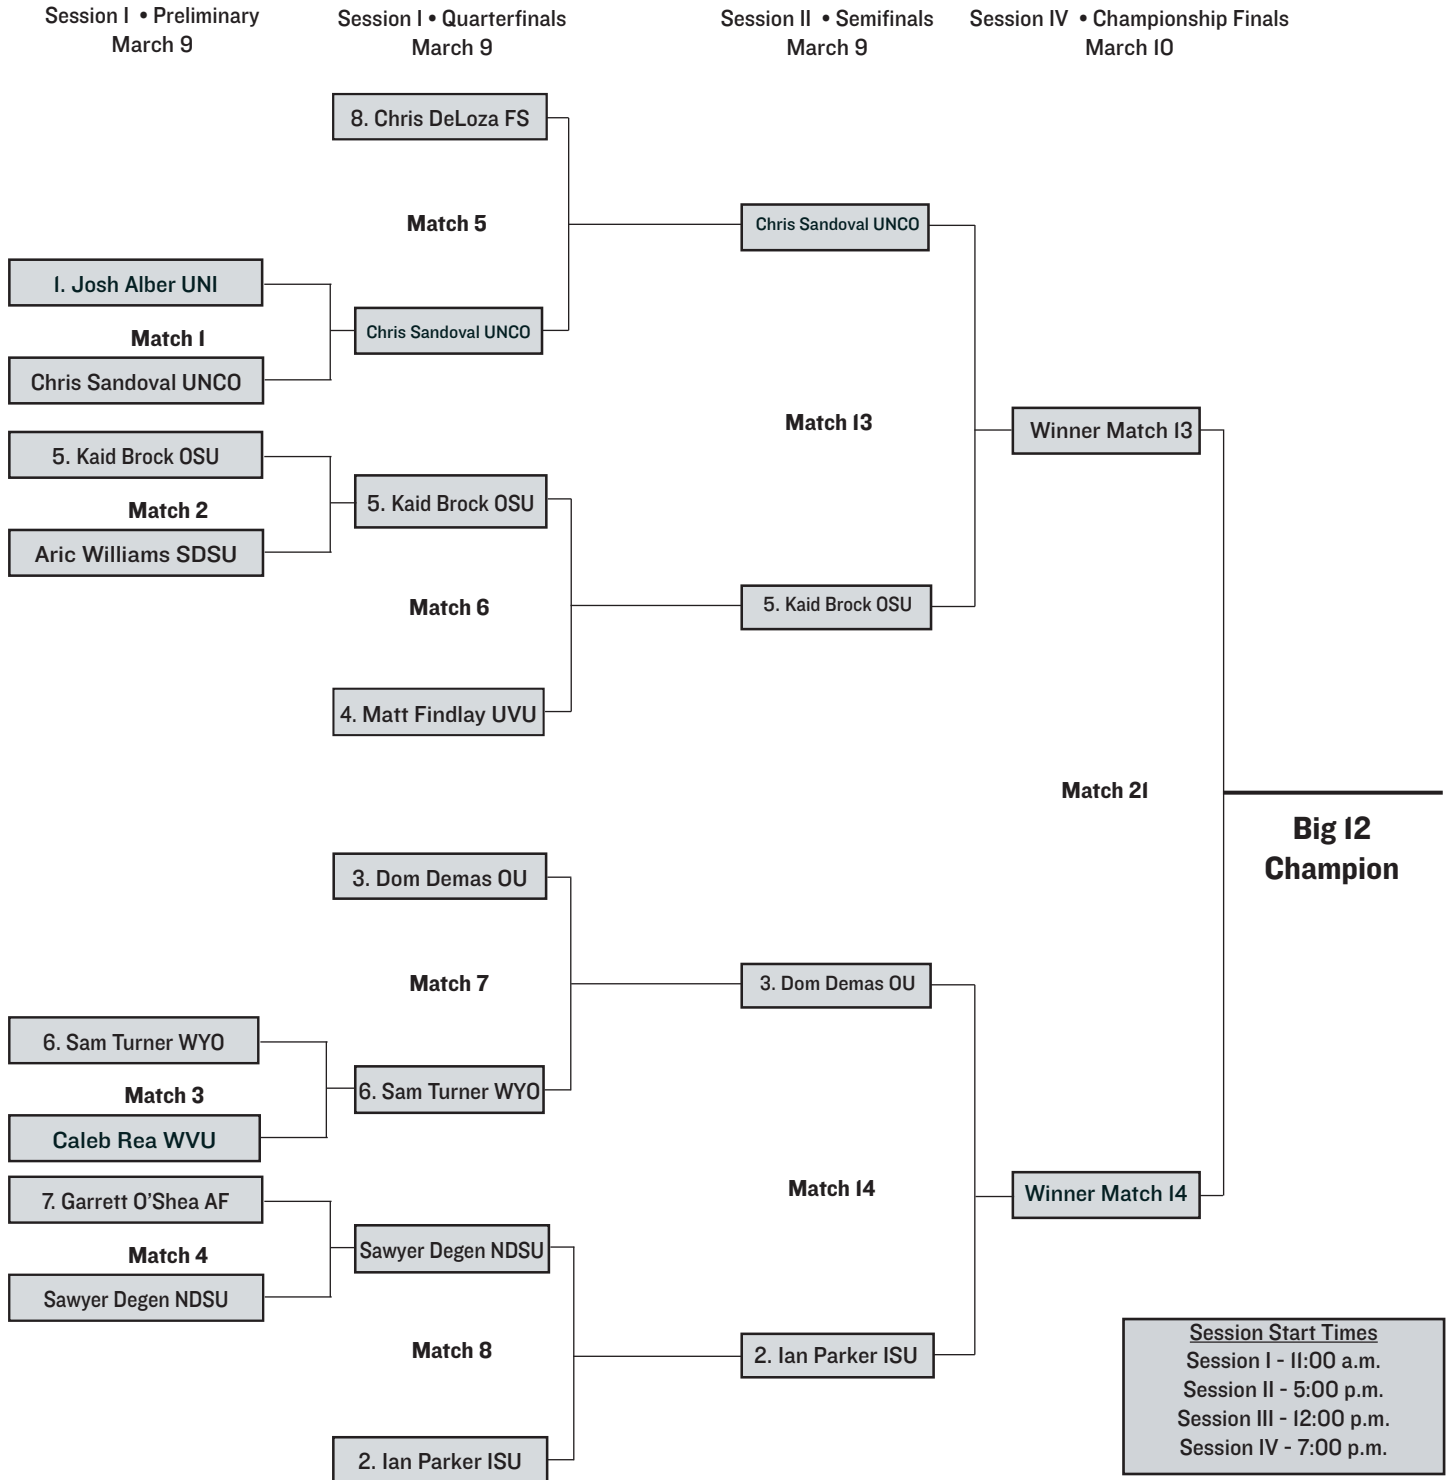 Session I • Preliminary
March 9
Session I • Quarterfinals
March 9
Session II • Semifinals
March 9
Session IV • Championship Finals
March 10
8. Chris DeLoza FS
Match 5
Chris Sandoval UNCO
1. Josh Alber UNI
Match 1
Chris Sandoval UNCO
Chris Sandoval UNCO
5. Kaid Brock OSU
Match 2
Aric Williams SDSU
5. Kaid Brock OSU
Match 13
Winner Match 13
Match 6
5. Kaid Brock OSU
4. Matt Findlay UVU
Match 21
Big 12
Champion
3. Dom Demas OU
Match 7
3. Dom Demas OU
6. Sam Turner WYO
Match 3
Caleb Rea WVU
6. Sam Turner WYO
7. Garrett O'Shea AF
Match 4
Sawyer Degen NDSU
Sawyer Degen NDSU
Match 14
Winner Match 14
Match 8
2. Ian Parker ISU
2. Ian Parker ISU
Session Start Times
Session I - 11:00 a.m.
Session II - 5:00 p.m.
Session III - 12:00 p.m.
Session IV - 7:00 p.m.